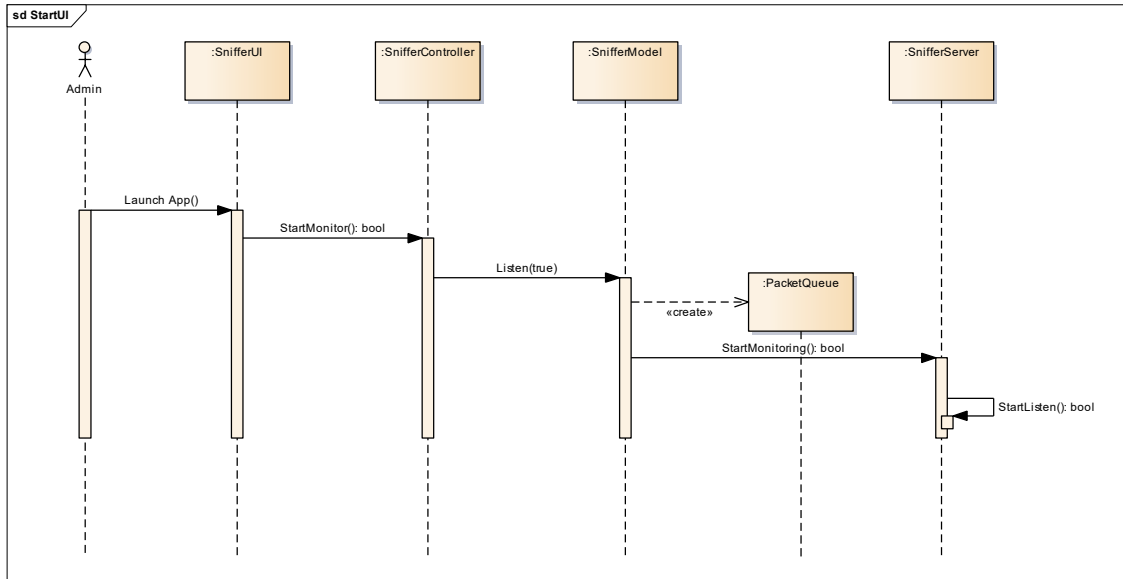 sd StartUI
Admin
:SnifferUI
:SnifferController
:SnifferModel
:SnifferServer
Launch App()
StartMonitor(): bool
Listen(true)
:PacketQueue
«create»
StartMonitoring(): bool
StartListen(): bool